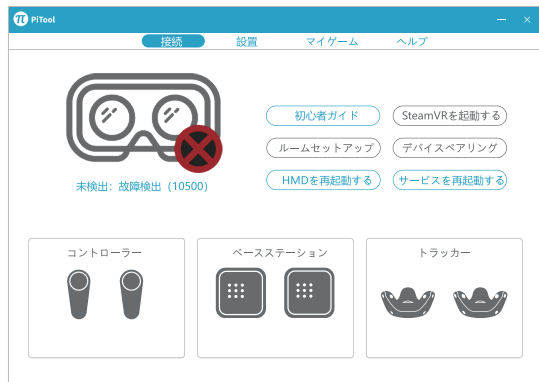 PiTool
接続 設置 マイゲーム ヘルプ
初心者ガイド SteamVRを起動する
ルームセットアップ デバイスペアリング
HMDを再起動する サービスを再起動する
未検出：故障検出（10500）
コントローラー ベースステーション トラッカー